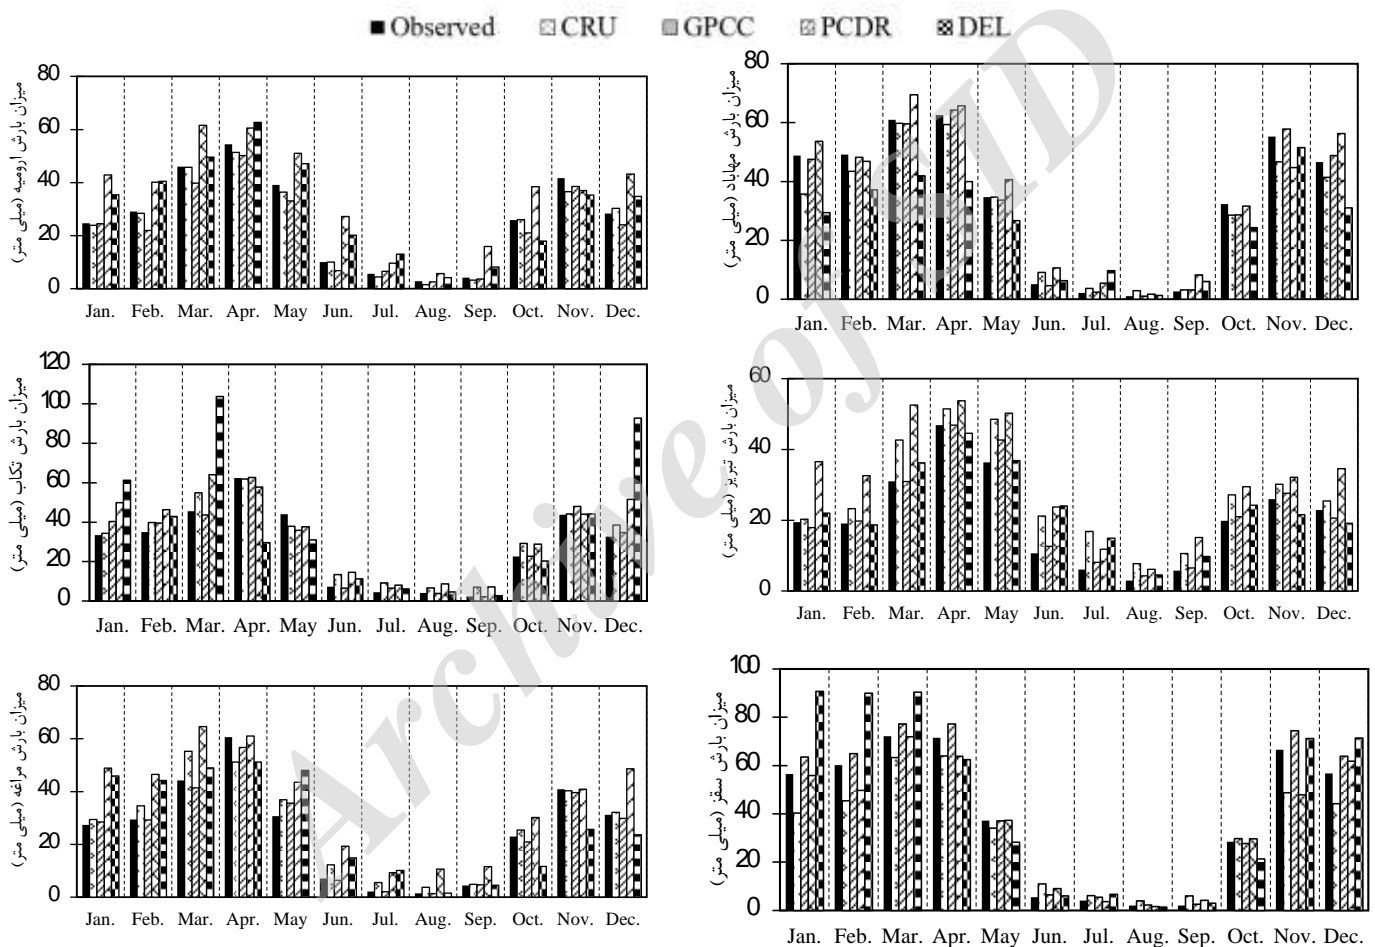 Observed CRU GPCC PCDR DEL
میزان بارش ارومیه (میلی متر)
80
60
40
20
0
Jan. Feb. Mar. Apr. May Jun. Jul. Aug. Sep. Oct. Nov. Dec.
میزان بارش مهاباد (میلی متر)
80
60
40
20
0
Jan. Feb. Mar. Apr. May Jun. Jul. Aug. Sep. Oct. Nov. Dec.
میزان بارش تکاب (میلی متر)
120
100
80
60
40
20
0
Jan. Feb. Mar. Apr. May Jun. Jul. Aug. Sep. Oct. Nov. Dec.
میزان بارش تبریز (میلی متر)
60
40
20
0
Jan. Feb. Mar. Apr. May Jun. Jul. Aug. Sep. Oct. Nov. Dec.
میزان بارش مراغه (میلی متر)
80
60
40
20
0
Jan. Feb. Mar. Apr. May Jun. Jul. Aug. Sep. Oct. Nov. Dec.
میزان بارش سقز (میلی متر)
100
80
60
40
20
0
Jan. Feb. Mar. Apr. May Jun. Jul. Aug. Sep. Oct. Nov. Dec.
Archive of SID